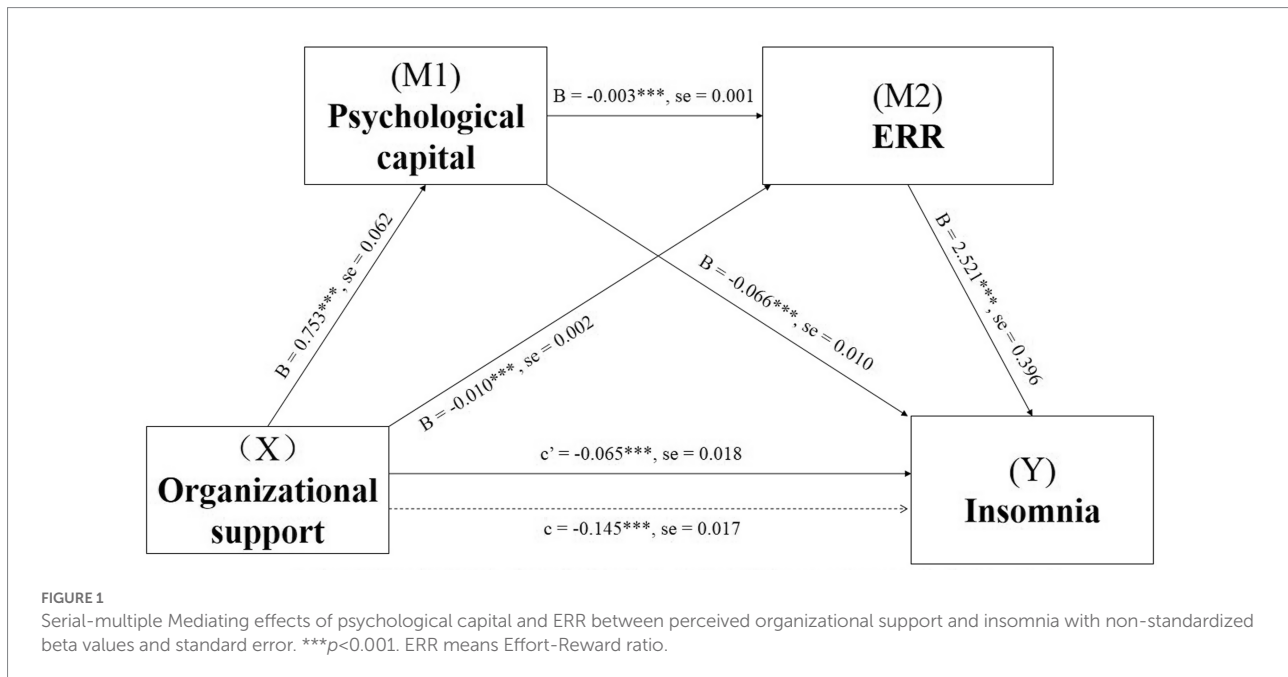 (M1)
Psychological
capital
B = -0.003***, se = 0.001
(M2)
ERR
B = 0.753***, se = 0.062
B = -0.010***, se = 0.002
B = -0.066***, se = 0.010
B = 2.521***, se = 0.396
(X)
Organizational
support
c’ = -0.065***, se = 0.018
c = -0.145***, se = 0.017
(Y)
Insomnia
FIGURE 1
Serial-multiple Mediating effects of psychological capital and ERR between perceived organizational support and insomnia with non-standardized
beta values and standard error. ***p<0.001. ERR means Effort-Reward ratio.